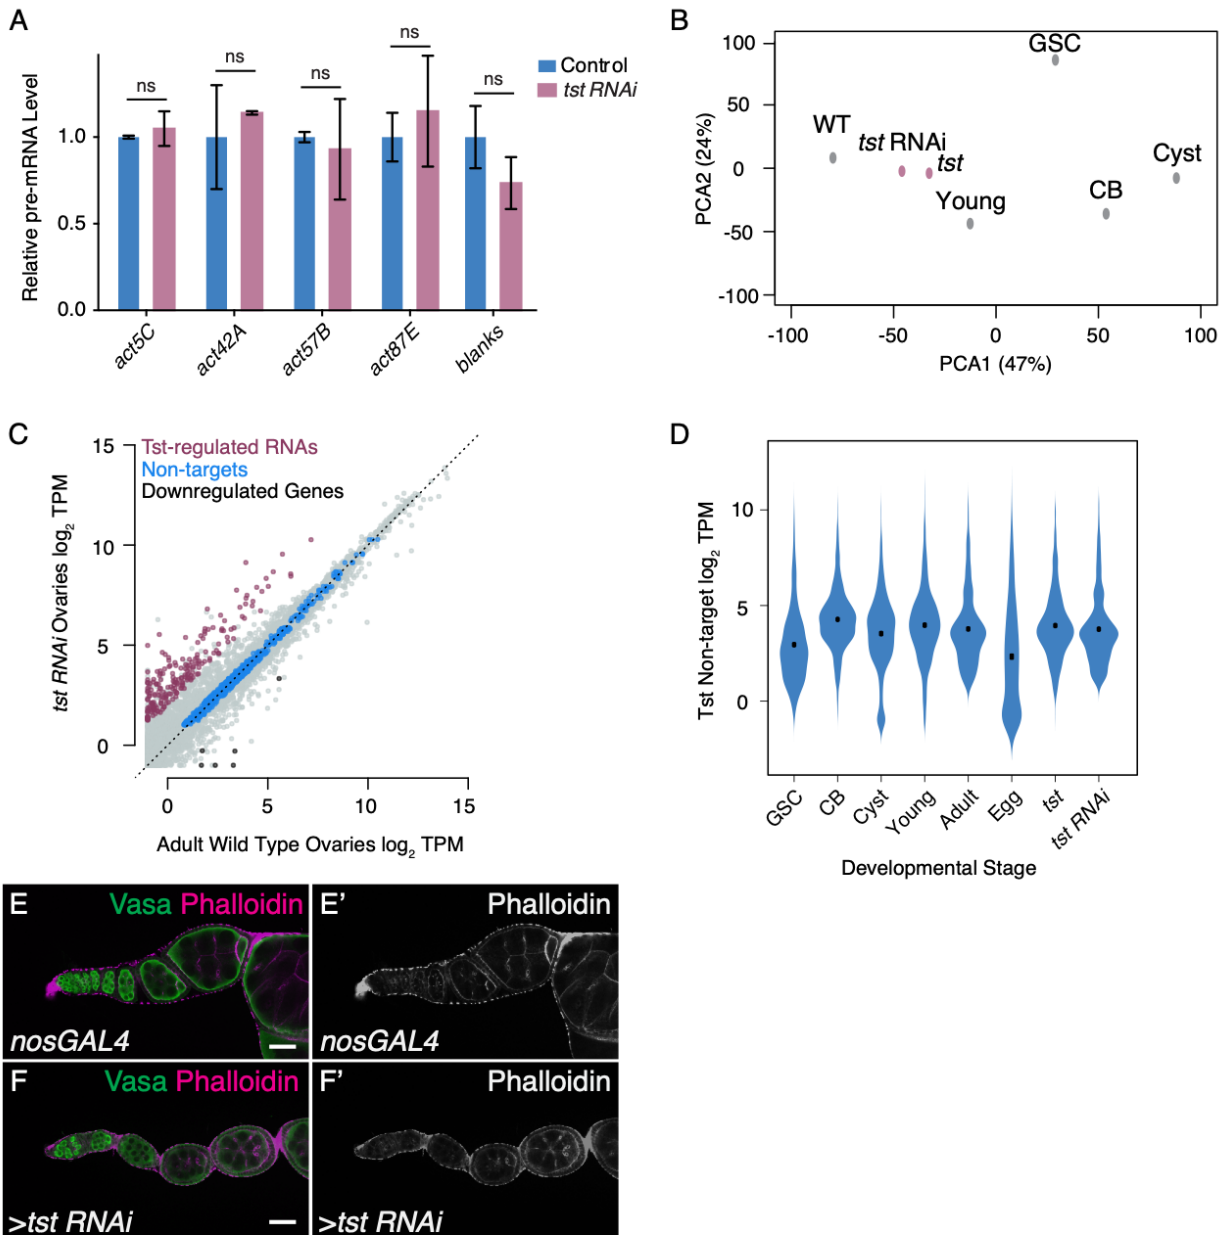 A
Relative pre-mRNA Level
1.0
0.5
0.0
ns
ns
ns
ns
ns
Control
tst RNAi
act5C
act42A
act57B
act87E
blanks
B
PCA2 (24%)
100
50
0
-50
-100
GSC
WT
tst RNAi
tst
Young
CB
Cyst
-100
-50
0
50
100
PCA1 (47%)
C
tst RNAi Ovaries log2 TPM
15
10
5
0
Tst-regulated RNAs
Non-targets
Downregulated Genes
0
5
10
15
Adult Wild Type Ovaries log2 TPM
D
Tst Non-target log2 TPM
10
5
0
GSC
CB
Cyst
Young
Adult
Egg
tst
tst RNAi
Developmental Stage
E
Vasa Phalloidin
nosGAL4
E'
Phalloidin
nosGAL4
F
Vasa Phalloidin
>tst RNAi
F'
Phalloidin
>tst RNAi